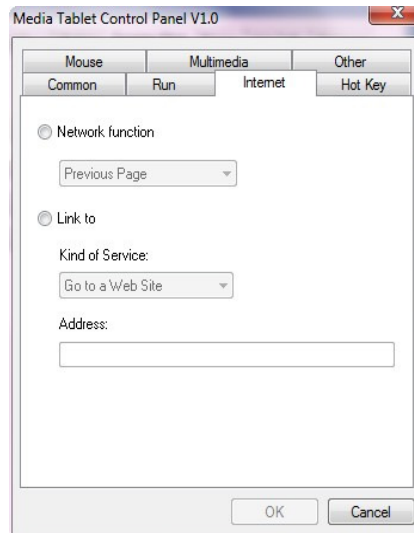 Media Tablet Control Panel V1.0
Mouse Multimedia Other
Common Run Internet Hot Key
Network function
Previous Page
Link to
Kind of Service:
Go to a Web Site
Address:
OK Cancel